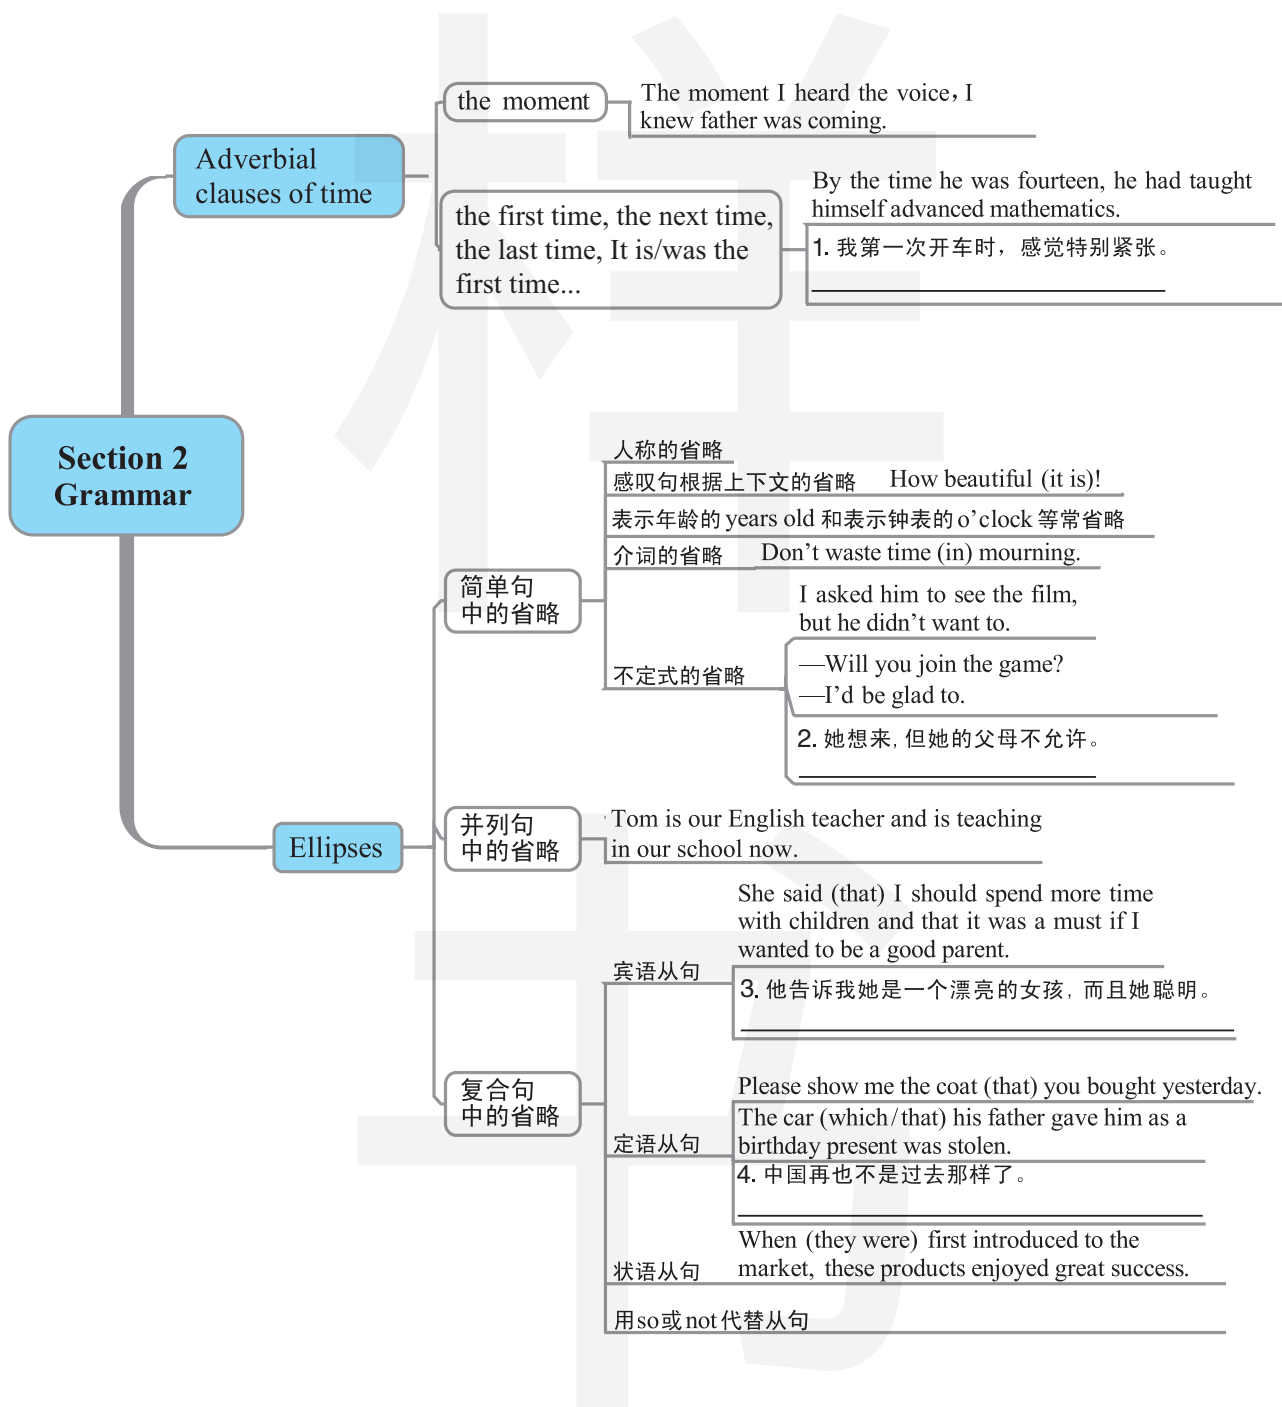 Section 2
Grammar
Adverbial
clauses of time
the moment
The moment I heard the voice, I
knew father was coming.
the first time, the next time,
the last time, It is/was the
first time...
By the time he was fourteen, he had taught
himself advanced mathematics.
1. 我第一次开车时，感觉特别紧张。
Ellipses
简单句
中的省略
人称的省略
感叹句根据上下文的省略 How beautiful (it is)!
表示年龄的 years old 和表示钟表的 o’clock 等常省略
介词的省略 Don’t waste time (in) mourning.
不定式的省略
I asked him to see the film,
but he didn’t want to.
—Will you join the game?
—I’d be glad to.
2. 她想来, 但她的父母不允许。
并列句
中的省略
Tom is our English teacher and is teaching
in our school now.
复合句
中的省略
宾语从句
She said (that) I should spend more time
with children and that it was a must if I
wanted to be a good parent.
3. 他告诉我她是一个漂亮的女孩, 而且她聪明。
定语从句
Please show me the coat (that) you bought yesterday.
The car (which/that) his father gave him as a
birthday present was stolen.
4. 中国再也不是过去那样了。
状语从句
When (they were) first introduced to the
market, these products enjoyed great success.
用so或not代替从句
样
书